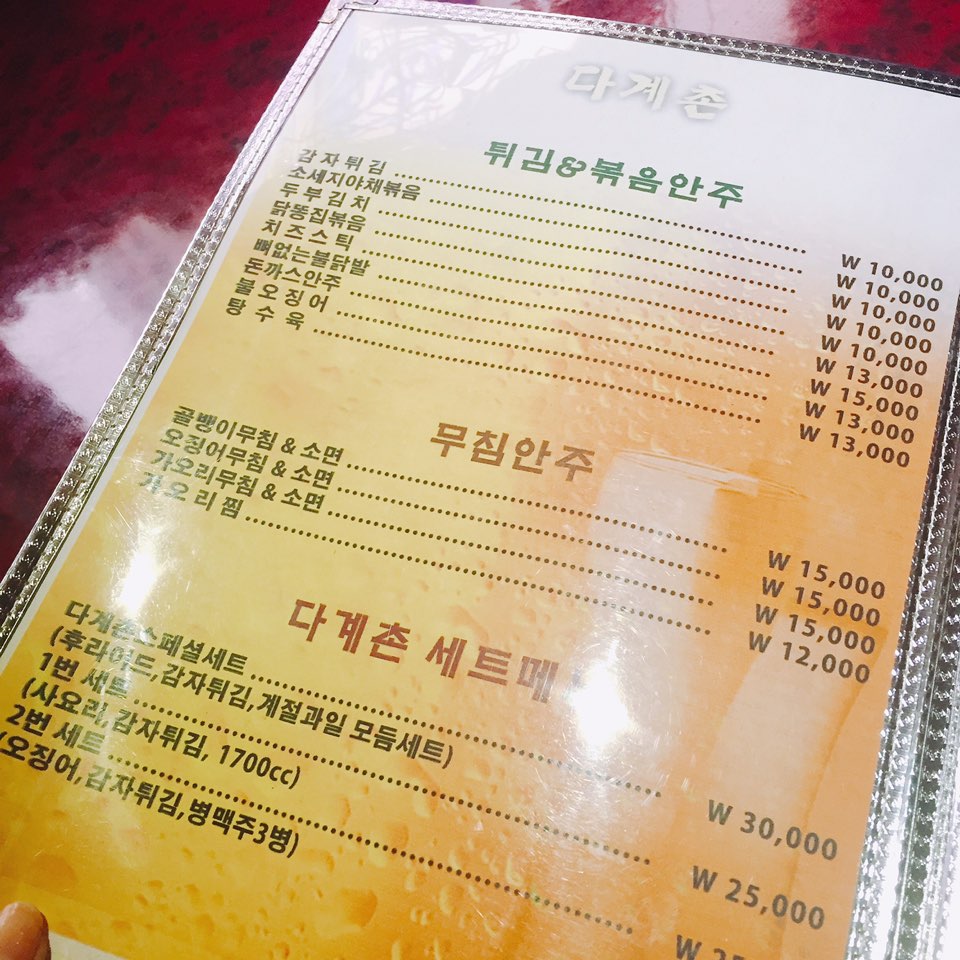 다계촌
튀김&볶음안주
감 자 튀 김 ........ ₩ 10,000
소세지야채볶음 ........ ₩ 10,000
두 부 김 치 ........ ₩ 10,000
닭똥집볶음 ........ ₩ 10,000
치 즈 스 틱 ........ ₩ 10,000
뼈없는불닭발 ........ ₩ 13,000
돈까스안주 ........ ₩ 15,000
불 오 징 어 ........ ₩ 13,000
탕 수 육 ........ ₩ 13,000
무침안주
골뱅이무침 & 소면 ........ ₩ 15,000
오징어무침 & 소면 ........ ₩ 15,000
가오리무침 & 소면 ........ ₩ 15,000
가 오 리 찜 ........ ₩ 12,000
다계촌 세트메
다계촌스페셜세트 ........ ₩ 30,000
(후라이드,감자튀김,계절과일 모듬세트)
1번 세트 ........ ₩ 25,000
(사요리, 감자튀김, 1700cc)
2번 세트 ........ ₩
(오징어,감자튀김,병맥주3병)